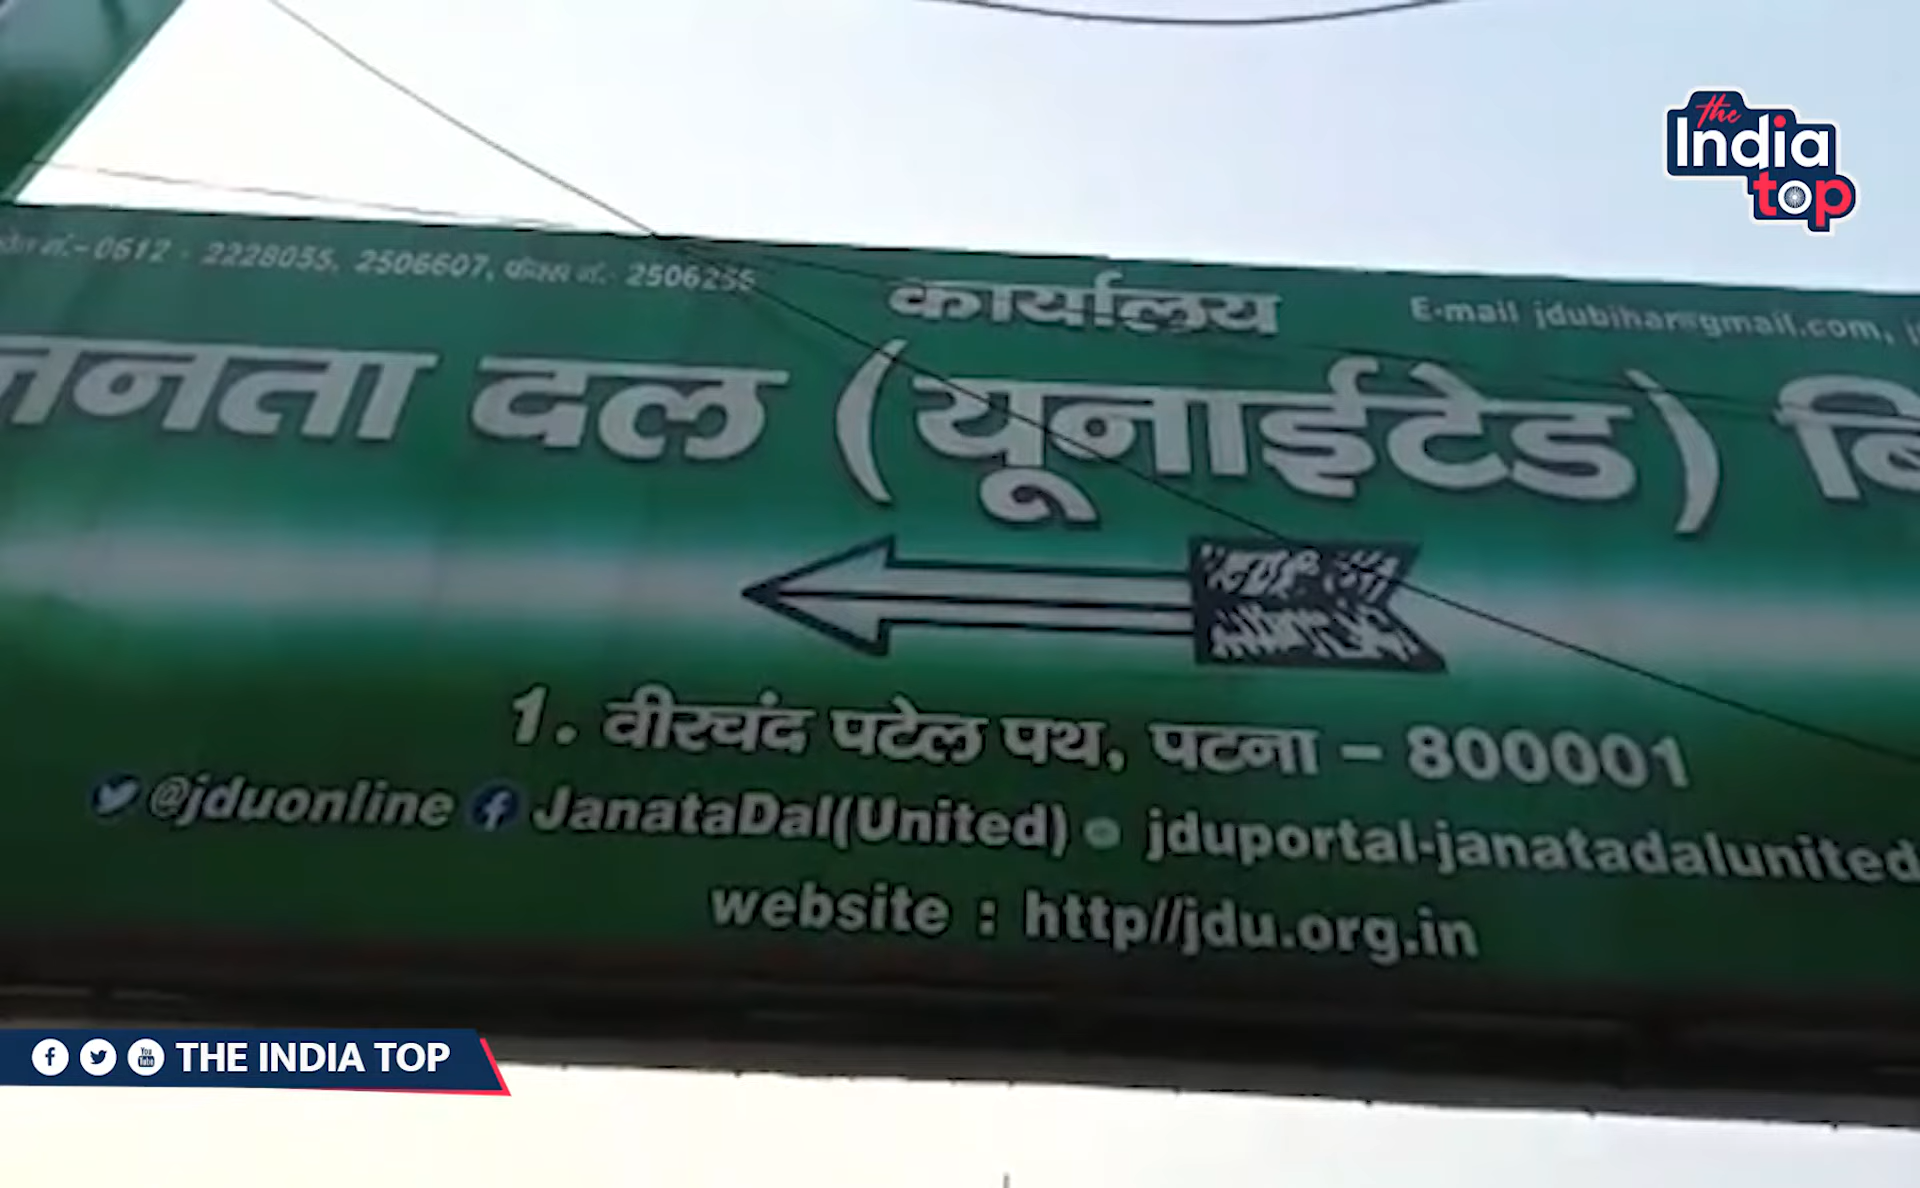 The India top
नं.-0612 - 2228055, 2506607, फैक्स नं.- 2506255
कार्यालय
E-mail jdubihar@gmail.com,
जनता दल (यूनाईटेड)
1. वीरचंद पटेल पथ, पटना - 800001
@jduonline JanataDal(United) jduportal-janatadalunited
website : http//jdu.org.in
THE INDIA TOP